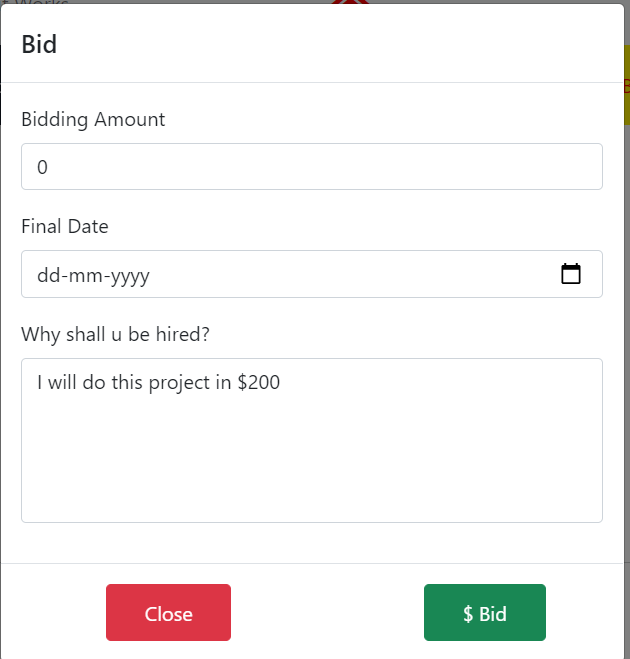 Works
Bid
Bidding Amount
0
Final Date
dd-mm-yyyy
Why shall u be hired?
I will do this project in $200
Close
$ Bid